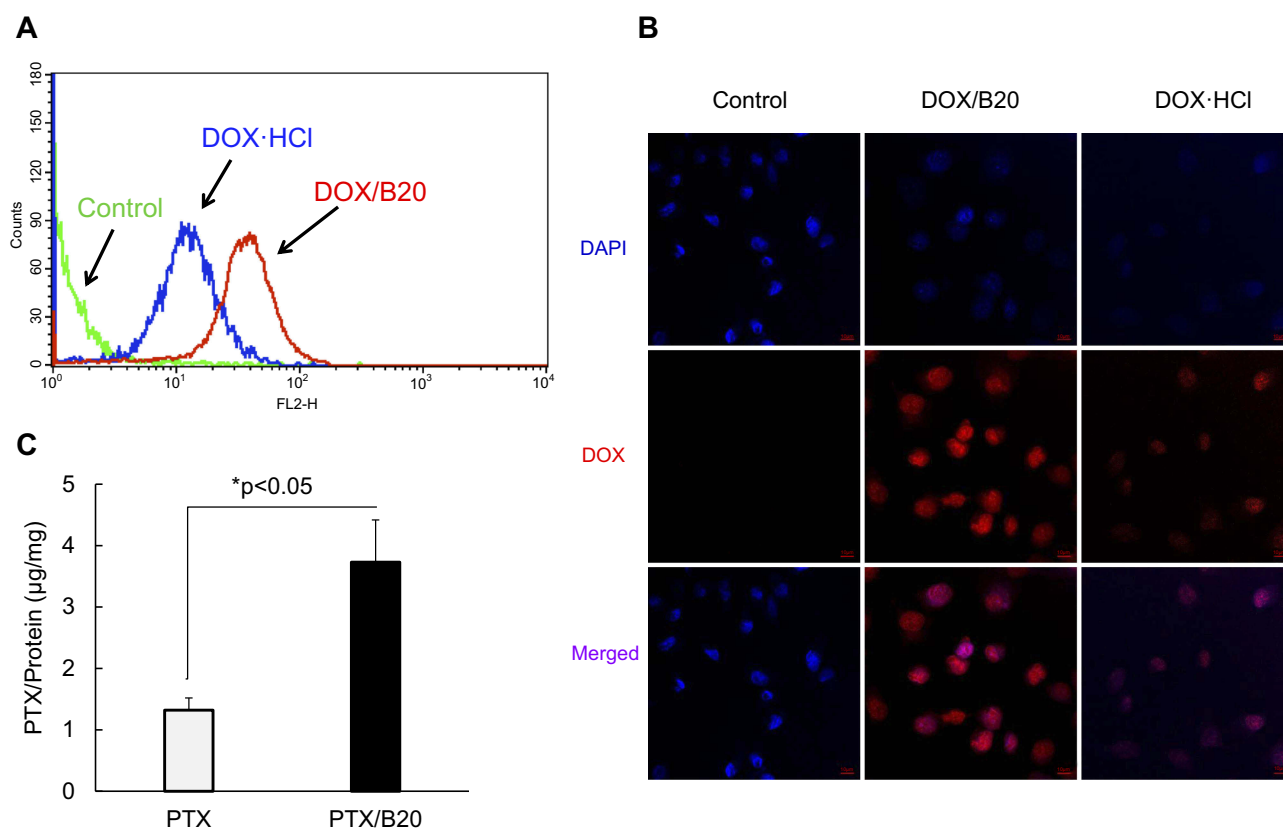 A
180
150
120
90
60
30
0
Counts
Control
DOX·HCl
DOX/B20
10⁰
10¹
10²
10³
10⁴
FL2-H
B
Control
DOX/B20
DOX·HCl
DAPI
DOX
Merged
C
*p<0.05
5
4
3
2
1
0
PTX/Protein (µg/mg)
PTX
PTX/B20